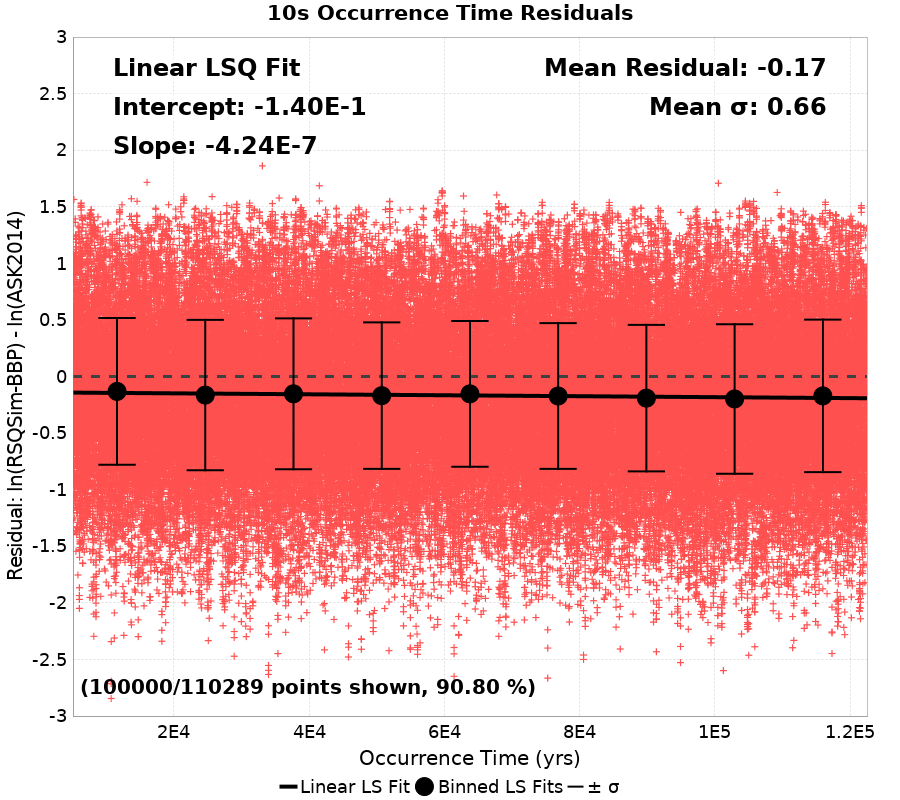 10s Occurrence Time Residuals
Linear LSQ Fit
Intercept: -1.40E-1
Slope: -4.24E-7
Mean Residual: -0.17
Mean σ: 0.66
3
2.5
2
1.5
1
0.5
0
-0.5
-1
-1.5
-2
-2.5
-3
Residual: ln(RSQSim-BBP) - ln(ASK2014)
(100000/110289 points shown, 90.80 %)
2E4 4E4 6E4 8E4 1E5 1.2E5
Occurrence Time (yrs)
Linear LS Fit Binned LS Fits ± σ